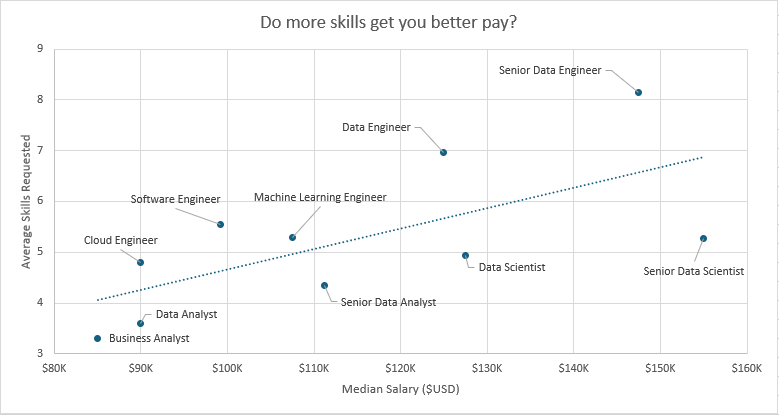 Do more skills get you better pay?
9
8
7
6
5
4
3
Average Skills Requested
Senior Data Engineer
Data Engineer
Software Engineer
Machine Learning Engineer
Cloud Engineer
Data Scientist
Senior Data Scientist
Senior Data Analyst
Data Analyst
Business Analyst
$80K $90K $100K $110K $120K $130K $140K $150K $160K
Median Salary ($USD)